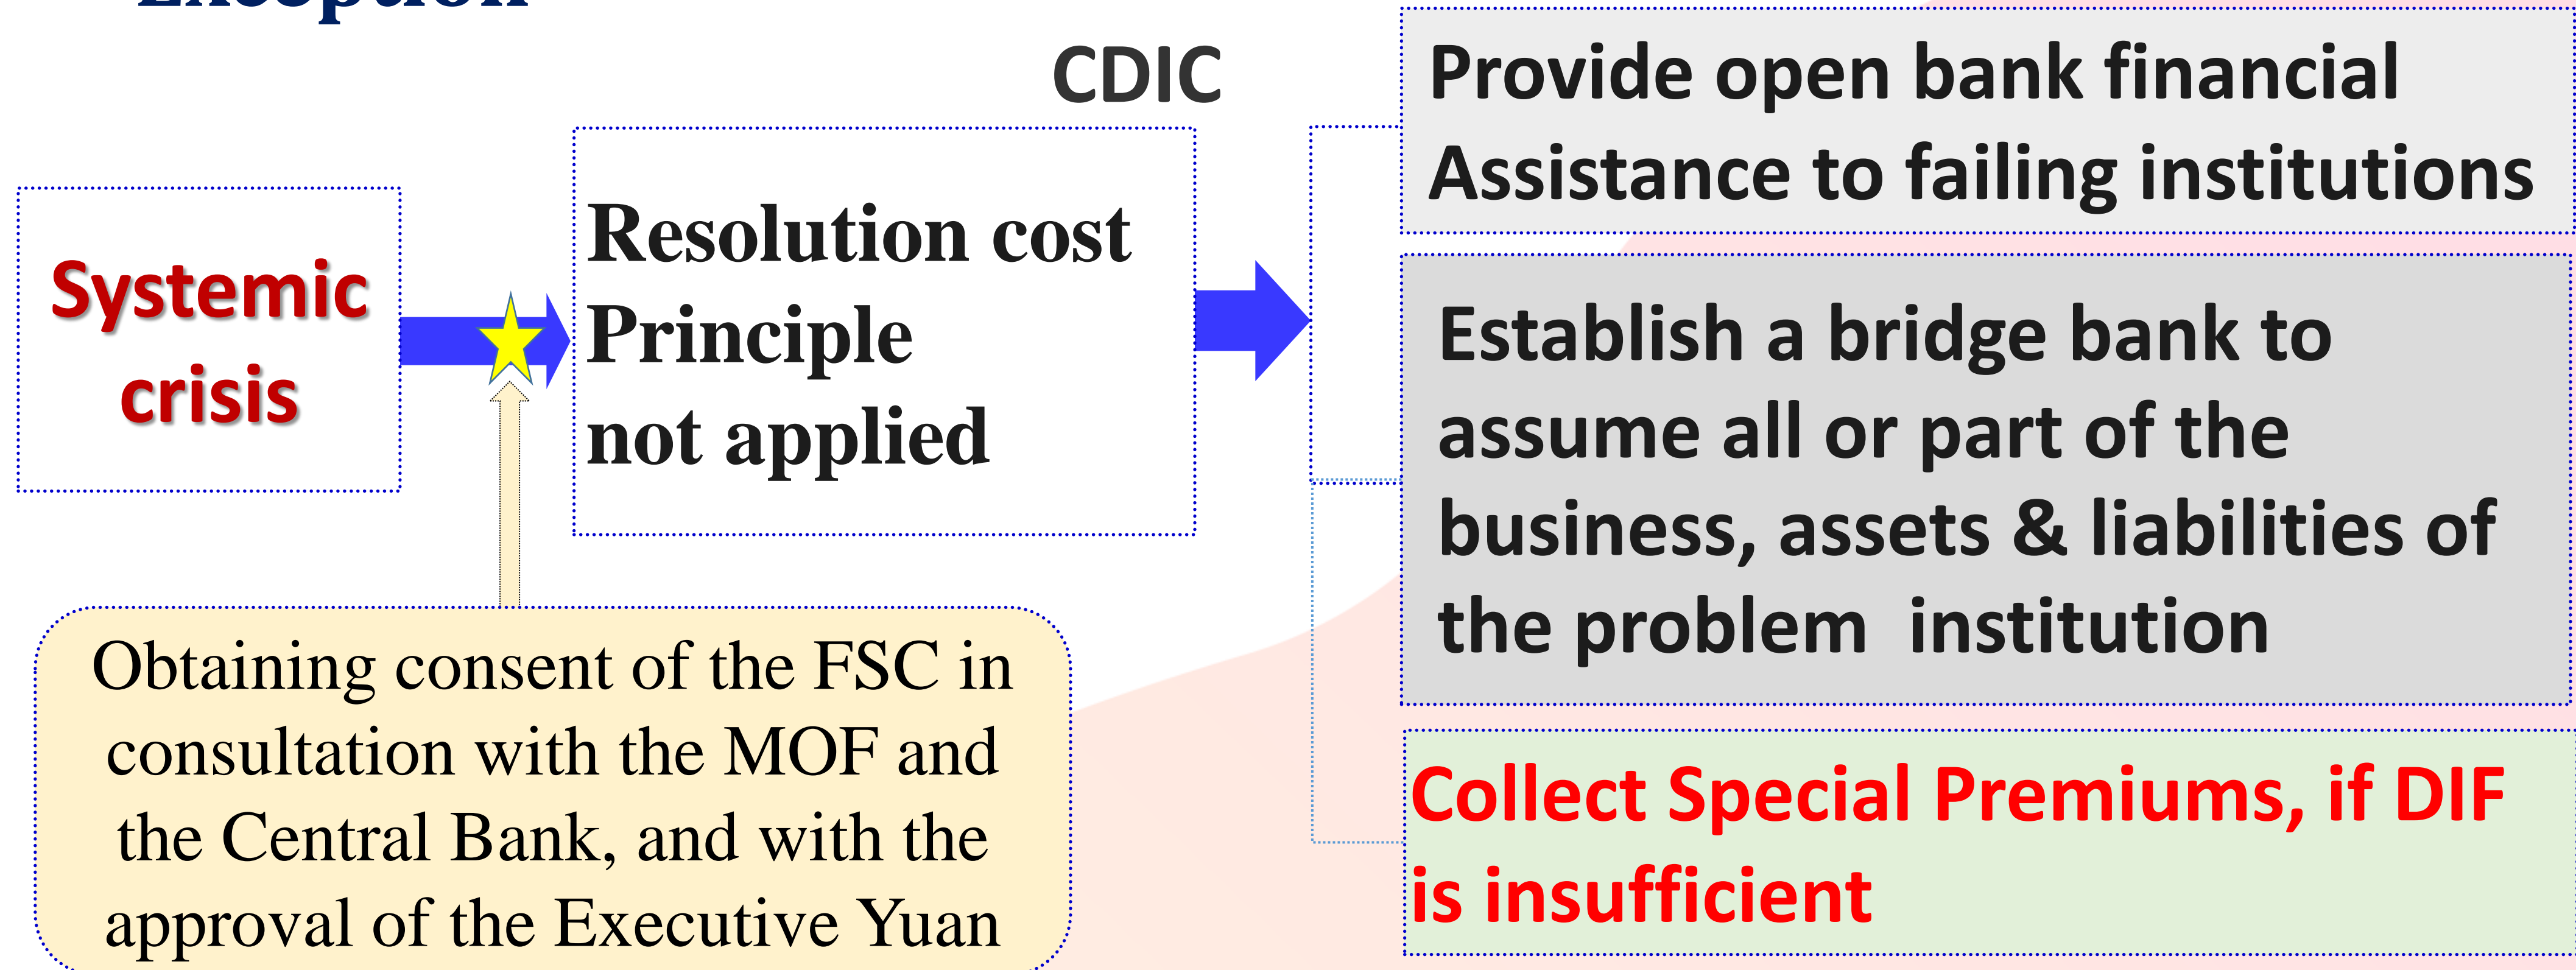 Exception
CDIC
Systemic
crisis
Resolution cost
Principle
not applied
Obtaining consent of the FSC in
consultation with the MOF and
the Central Bank, and with the
approval of the Executive Yuan
Provide open bank financial
Assistance to failing institutions
Establish a bridge bank to
assume all or part of the
business, assets & liabilities of
the problem  institution
Collect Special Premiums, if DIF
is insufficient